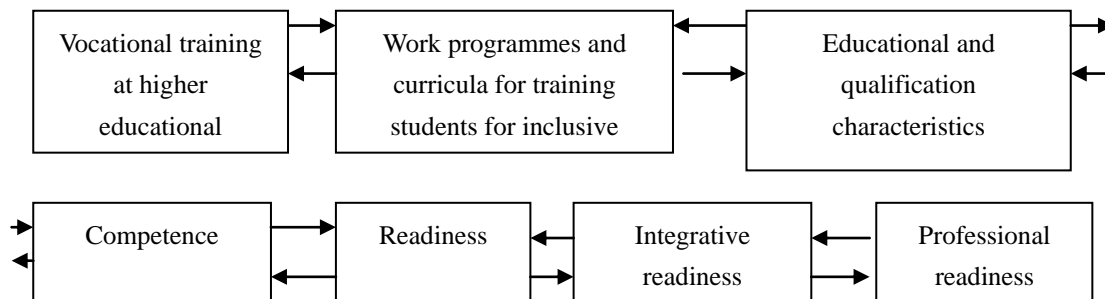 Vocational training
at higher
educational
Work programmes and
curricula for training
students for inclusive
Educational and
qualification
characteristics
Competence
Readiness
Integrative
readiness
Professional
readiness